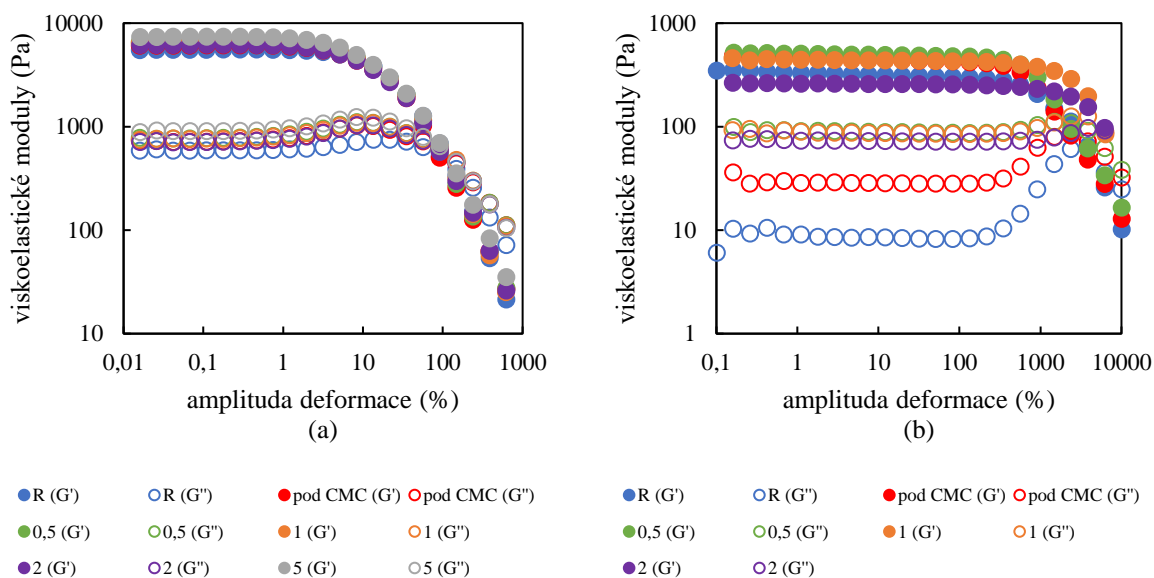 viskoelastické moduly (Pa)
10000
1000
100
10
0,01 0,1 1 10 100 1000
amplituda deformace (%)
(a)
viskoelastické moduly (Pa)
1000
100
10
1
0,1 1 10 100 1000 10000
amplituda deformace (%)
(b)
R (G') R (G'') pod CMC (G') pod CMC (G'')
0,5 (G') 0,5 (G'') 1 (G') 1 (G'')
2 (G') 2 (G'') 5 (G') 5 (G'')
R (G') R (G'') pod CMC (G') pod CMC (G'')
0,5 (G') 0,5 (G'') 1 (G') 1 (G'')
2 (G') 2 (G'')